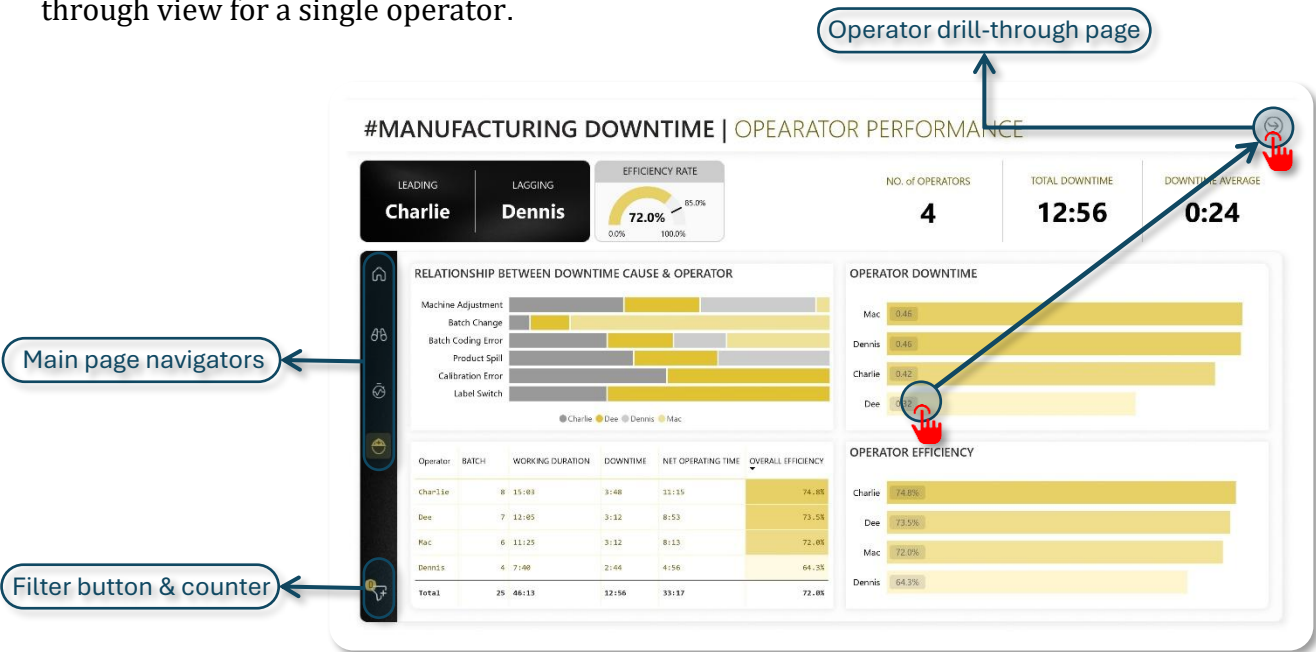 through view for a single operator.
Operator drill-through page
#MANUFACTURING DOWNTIME | OPEARATOR PERFORMANCE
LEADING
Charlie
LAGGING
Dennis
EFFICIENCY RATE
85.0%
72.0%
0.0% 100.0%
NO. of OPERATORS
4
TOTAL DOWNTIME
12:56
DOWNTIME AVERAGE
0:24
Main page navigators
Filter button & counter
0
RELATIONSHIP BETWEEN DOWNTIME CAUSE & OPERATOR
Machine Adjustment
Batch Change
Batch Coding Error
Product Spill
Calibration Error
Label Switch
Charlie Dee Dennis Mac
OPERATOR DOWNTIME
Mac 0.46
Dennis 0.46
Charlie 0.42
Dee
Operator BATCH WORKING DURATION DOWNTIME NET OPERATING TIME OVERALL EFFICIENCY
Charlie 8 15:03 3:48 11:15 74.8%
Dee 7 12:05 3:12 8:53 73.5%
Mac 6 11:25 3:12 8:13 72.0%
Dennis 4 7:40 2:44 4:56 64.3%
Total 25 46:13 12:56 33:17 72.0%
OPERATOR EFFICIENCY
Charlie 74.8%
Dee 73.5%
Mac 72.0%
Dennis 64.3%